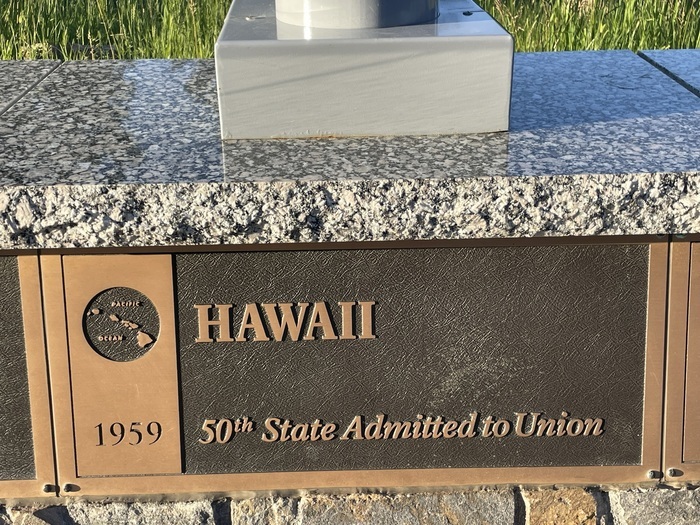 PACIFIC
OCEAN
1959
HAWAII
50th State Admitted to Union